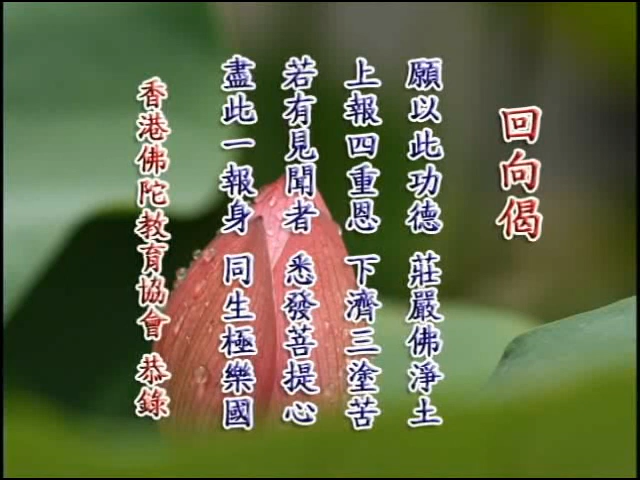 回向偈
願以此功德 莊嚴佛淨土
上報四重恩 下濟三塗苦
若有見聞者 悉發菩提心
盡此一報身 同生極樂國
香港佛陀教育協會 恭錄